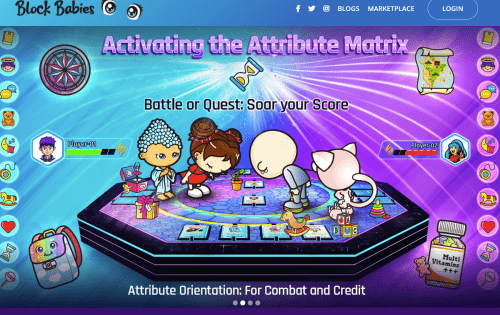 Block Babies
BLOGS MARKETPLACE LOGIN
Activating the Attribute Matrix
Battle or Quest: Soar your Score
Player-01
Player-02
Multi
Vitamins
+++
Attribute Orientation: For Combat and Credit